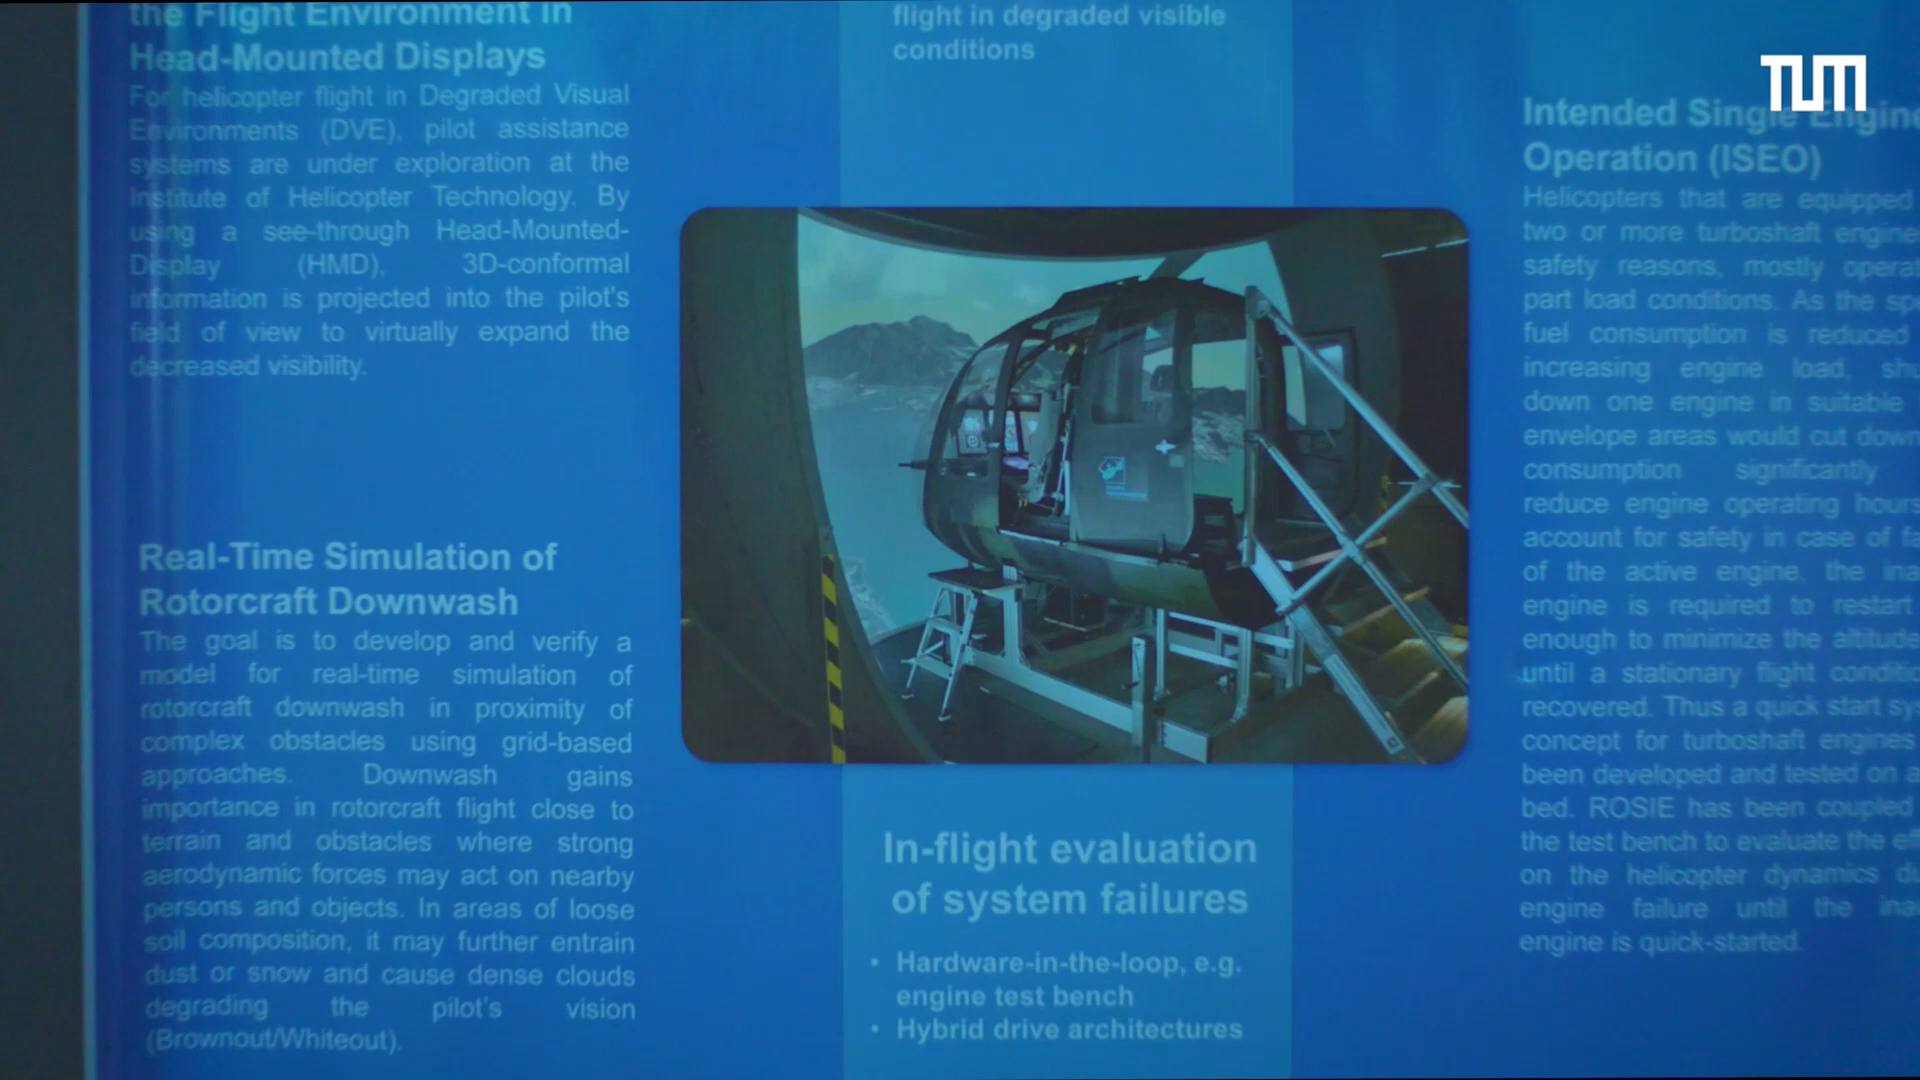 the Flight Environment in
Head-Mounted Displays
For helicopter flight in Degraded Visual
Environments (DVE), pilot assistance
systems are under exploration at the
Institute of Helicopter Technology. By
using a see-through Head-Mounted-
Display (HMD), 3D-conformal
information is projected into the pilot's
field of view to virtually expand the
decreased visibility.
Real-Time Simulation of
Rotorcraft Downwash
The goal is to develop and verify a
model for real-time simulation of
rotorcraft downwash in proximity of
complex obstacles using grid-based
approaches. Downwash gains
importance in rotorcraft flight close to
terrain and obstacles where strong
aerodynamic forces may act on nearby
persons and objects. In areas of loose
soil composition, it may further entrain
dust or snow and cause dense clouds
degrading the pilot's vision
(Brownout/Whiteout).
flight in degraded visible
conditions
In-flight evaluation
of system failures
• Hardware-in-the-loop, e.g.
engine test bench
• Hybrid drive architectures
TUM
Intended Single Engine
Operation (ISEO)
Helicopters that are equipped
two or more turboshaft
safety reasons, mostly
part load conditions. As the
fuel consumption is reduced
increasing engine load,
down one engine in suitable
envelope areas would cut down
consumption significantly
reduce engine operating hours
account for safety in case of
of the active engine, the
engine is required to restart
enough to minimize the altitude
until a stationary flight
recovered. Thus a quick start
concept for turboshaft engines
been developed and tested on a
bed. ROSIE has been coupled
the test bench to evaluate the
on the helicopter dynamics
engine failure until the
engine is quick-started.